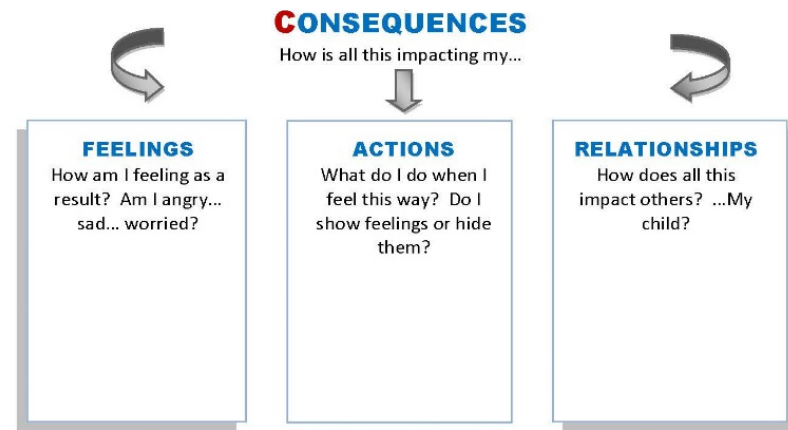 CONSEQUENCES
How is all this impacting my...
FEELINGS
How am I feeling as a
result? Am I angry...
sad... worried?
ACTIONS
What do I do when I
feel this way? Do I
show feelings or hide
them?
RELATIONSHIPS
How does all this
impact others? ...My
child?